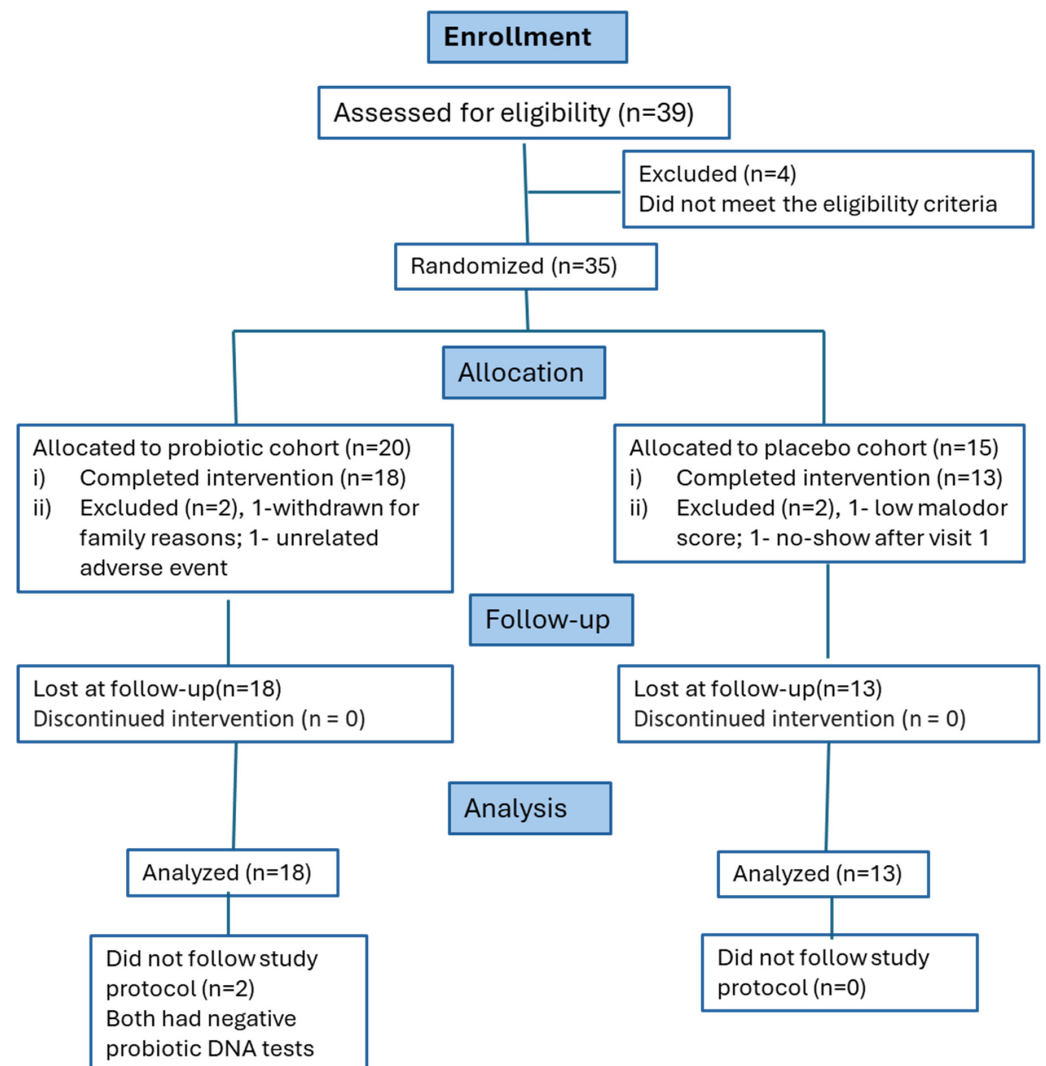 Enrollment
Assessed for eligibility (n=39)
Excluded (n=4)
Did not meet the eligibility criteria
Randomized (n=35)
Allocation
Allocated to probiotic cohort (n=20)
i) Completed intervention (n=18)
ii) Excluded (n=2), 1-withdrawn for
family reasons; 1- unrelated
adverse event
Allocated to placebo cohort (n=15)
i) Completed intervention (n=13)
ii) Excluded (n=2), 1- low malodor
score; 1- no-show after visit 1
Follow-up
Lost at follow-up(n=18)
Discontinued intervention (n = 0)
Lost at follow-up(n=13)
Discontinued intervention (n = 0)
Analysis
Analyzed (n=18)
Analyzed (n=13)
Did not follow study
protocol (n=2)
Both had negative
probiotic DNA tests
Did not follow study
protocol (n=0)